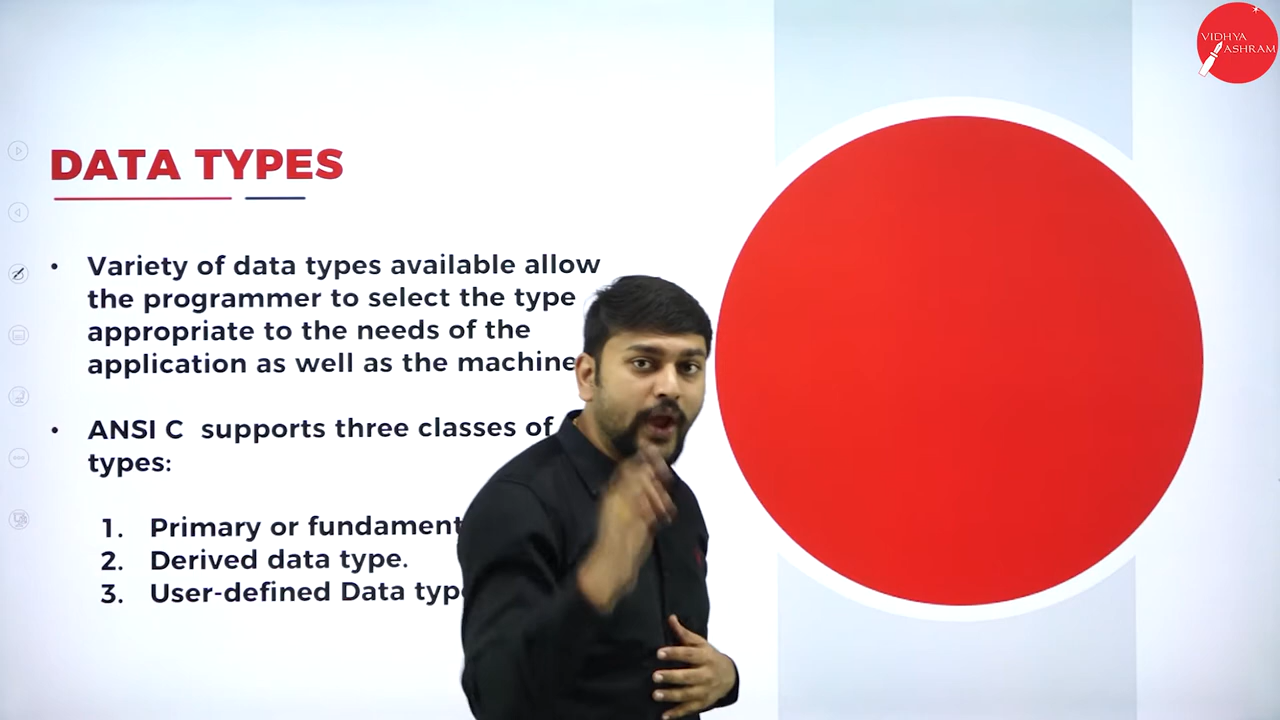 VIDHYA
ASHRAM
DATA TYPES
• Variety of data types available allow
the programmer to select the type
appropriate to the needs of the
application as well as the machine
• ANSI C supports three classes of
types:
1. Primary or fundament
2. Derived data type.
3. User-defined Data typ